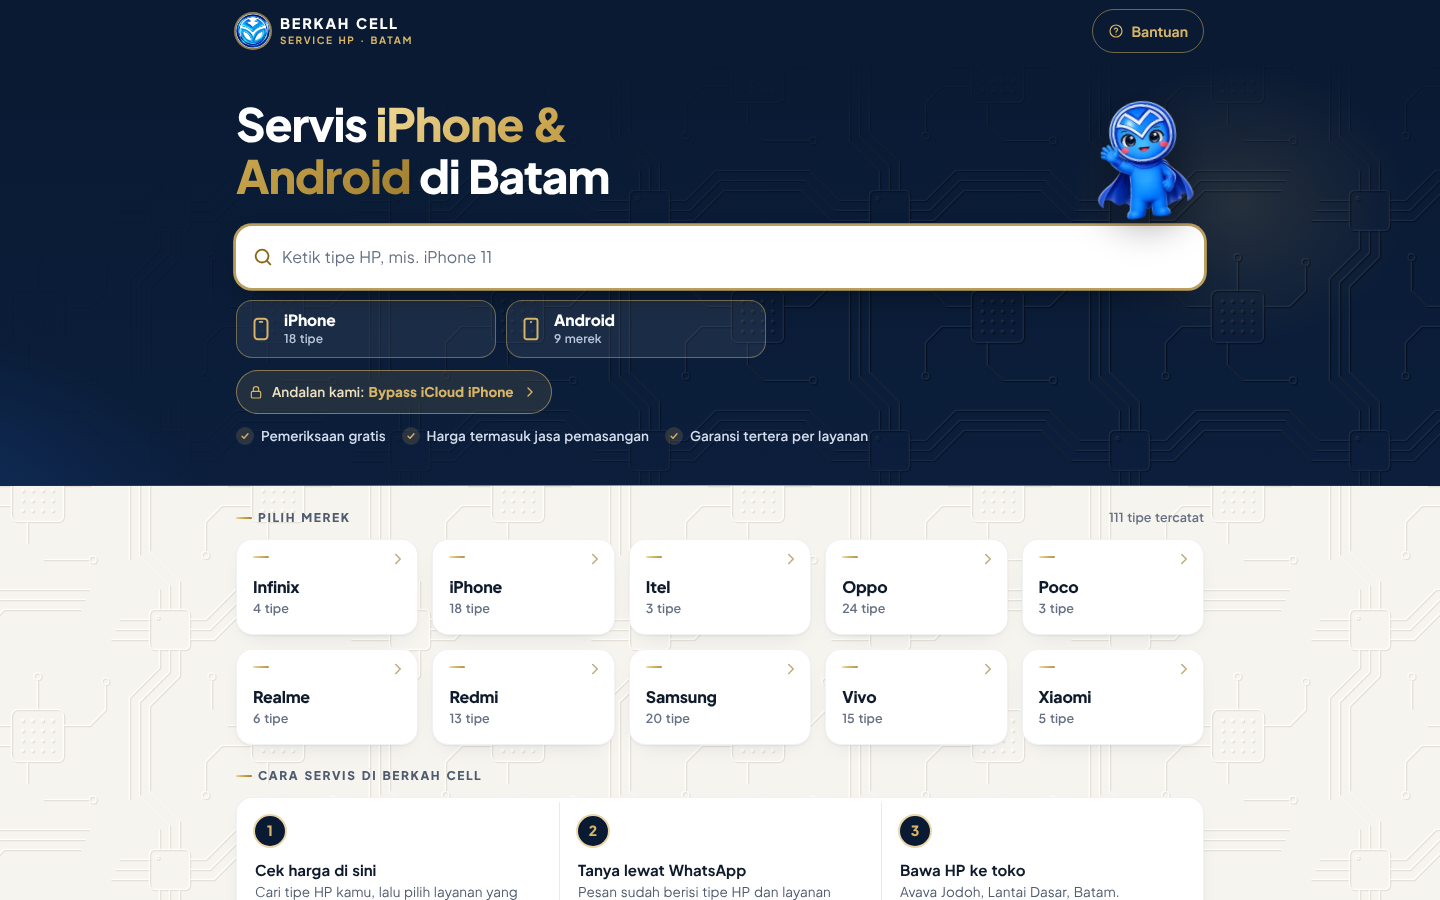 BERKAH CELL
SERVICE HP · BATAM
Bantuan
Servis iPhone &
Android di Batam
Ketik tipe HP, mis. iPhone 11
iPhone
18 tipe
Android
9 merek
Andalan kami: Bypass iCloud iPhone
Pemeriksaan gratis
Harga termasuk jasa pemasangan
Garansi tertera per layanan
PILIH MEREK
111 tipe tercatat
Infinix
4 tipe
iPhone
18 tipe
Itel
3 tipe
Oppo
24 tipe
Poco
3 tipe
Realme
6 tipe
Redmi
13 tipe
Samsung
20 tipe
Vivo
15 tipe
Xiaomi
5 tipe
CARA SERVIS DI BERKAH CELL
1
Cek harga di sini
Cari tipe HP kamu, lalu pilih layanan yang
2
Tanya lewat WhatsApp
Pesan sudah berisi tipe HP dan layanan
3
Bawa HP ke toko
Avava Jodoh, Lantai Dasar, Batam.